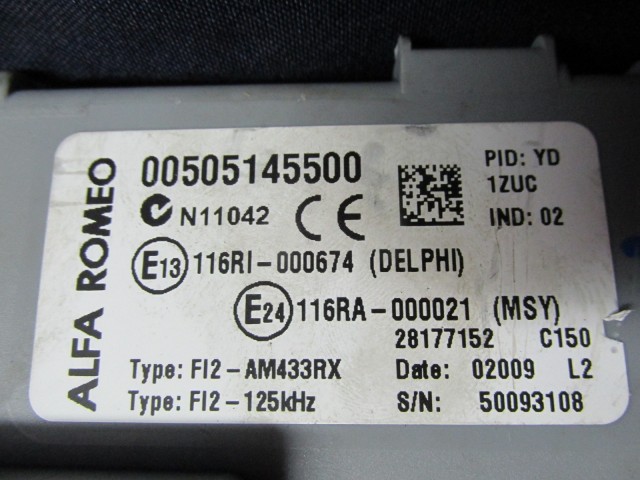 ALFA ROMEO
00505145500
PID: YD
1ZUC
N11042 CE
IND: 02
E13 116RI-000674 (DELPHI)
E24 116RA-000021 (MSY)
28177152 C150
Type: FI2-AM433RX Date: 02009 L2
Type: FI2-125kHz S/N: 50093108